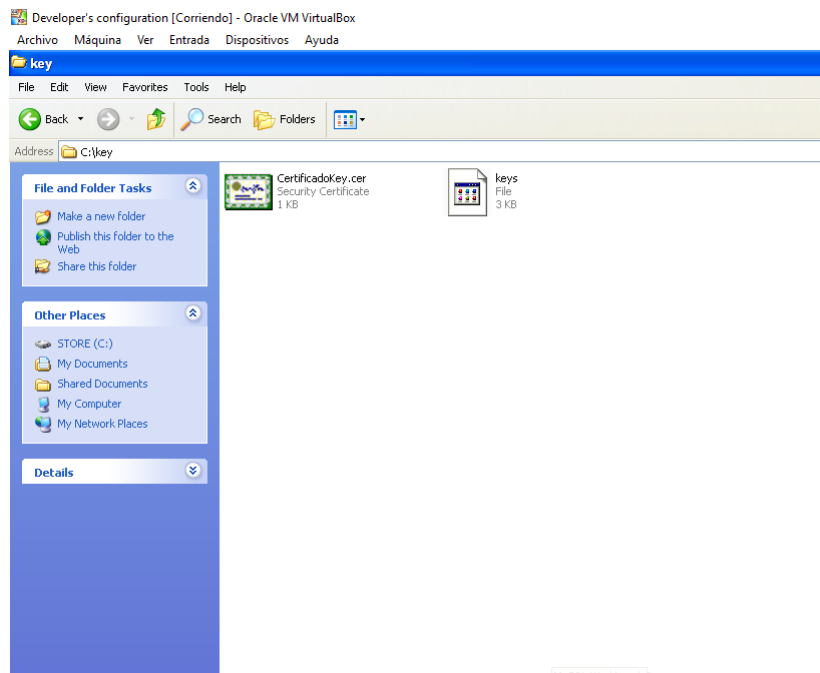 Developer's configuration [Corriendo] - Oracle VM VirtualBox
Archivo Máquina Ver Entrada Dispositivos Ayuda
key
File Edit View Favorites Tools Help
Back Search Folders
Address C:\key
File and Folder Tasks
Make a new folder
Publish this folder to the
Web
Share this folder
Other Places
STORE (C:)
My Documents
Shared Documents
My Computer
My Network Places
Details
CertificadoKey.cer
Security Certificate
1 KB
keys
File
3 KB